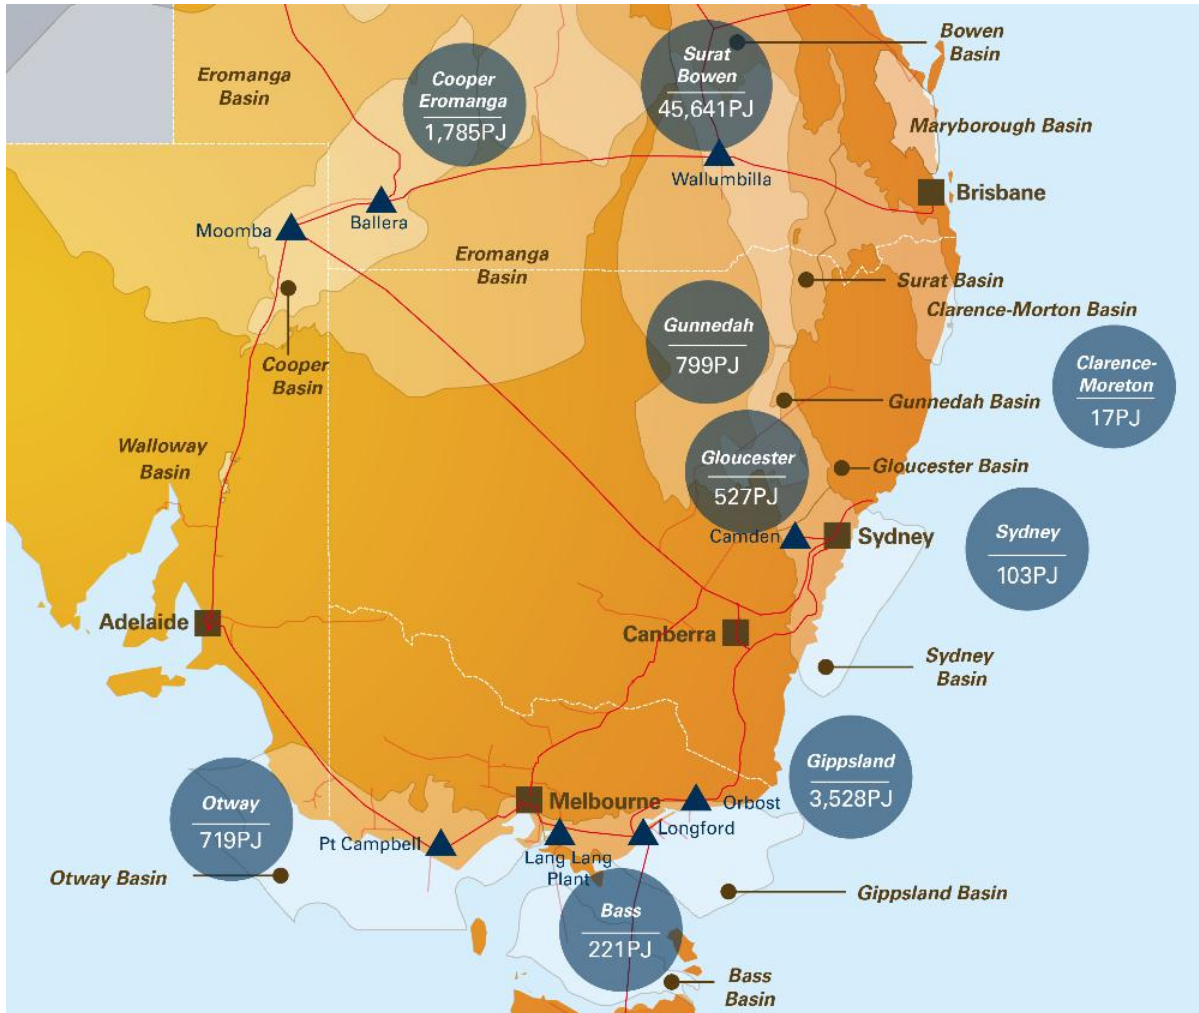 Bowen
Basin
Surat
Bowen
45,641PJ
Cooper
Eromanga
1,785PJ
Eromanga
Basin
Maryborough Basin
Wallumbilla
Brisbane
Ballera
Moomba
Eromanga
Basin
Surat Basin
Clarence-Morton Basin
Gunnedah
799PJ
Cooper
Basin
Clarence-
Moreton
17PJ
Gunnedah Basin
Walloway
Basin
Gloucester
527PJ
Gloucester Basin
Camden
Sydney
Sydney
103PJ
Adelaide
Canberra
Sydney
Basin
Gippsland
3,528PJ
Otway
719PJ
Melbourne
Orbost
Longford
Pt Campbell
Lang Lang
Plant
Otway Basin
Gippsland Basin
Bass
221PJ
Bass
Basin